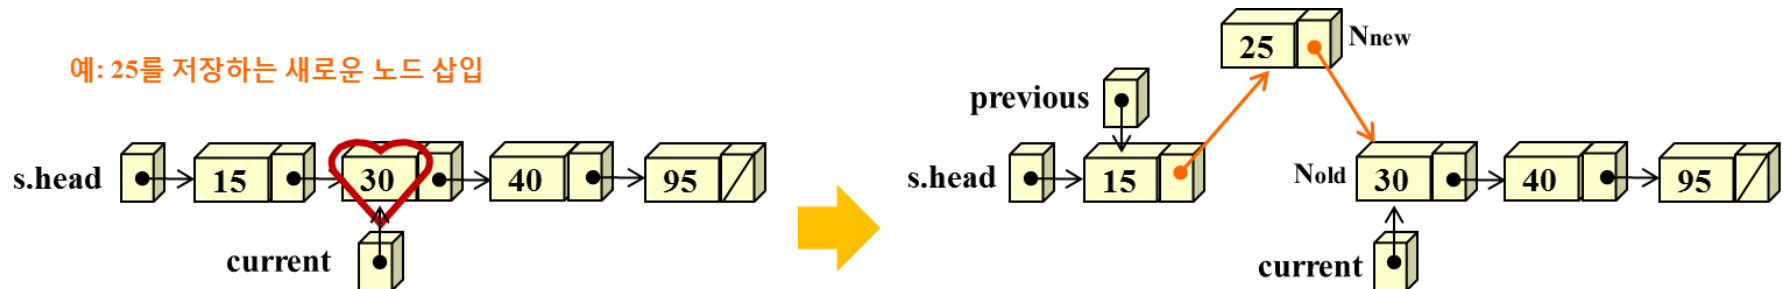 예: 25를 저장하는 새로운 노드 삽입
s.head 15 30 40 95
current
25 Nnew
previous
s.head 15 Nold 30 40 95
current